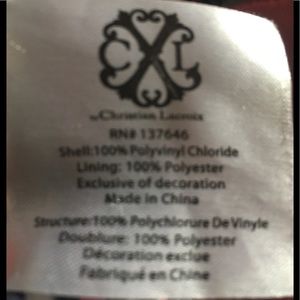 CXL
by Christian Lacroix
RN# 137646
Shell:100% Polyvinyl Chloride
Lining: 100% Polyester
Exclusive of decoration
Made in China
Structure:100% Polychlorure De Vinyle
Doublure: 100% Polyester
Décoration exclue
Fabriqué en Chine